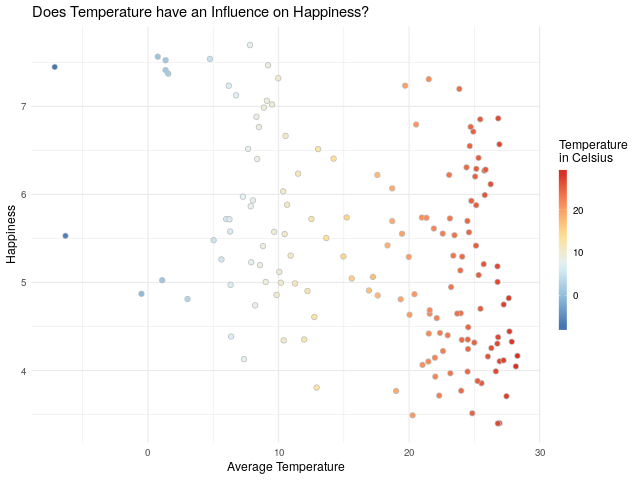 Does Temperature have an Influence on Happiness?
Happiness
7
6
5
4
0
10
20
30
Average Temperature
Temperature
in Celsius
20
10
0